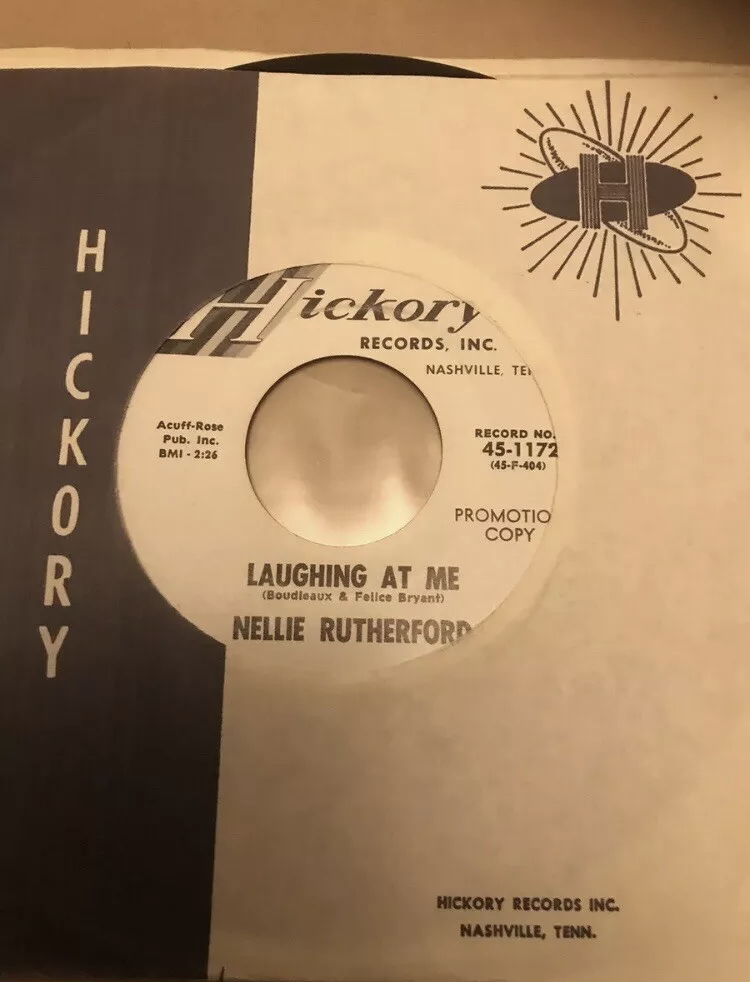 HICKORY
H
Hickory
RECORDS, INC.
NASHVILLE, TE
Acuff-Rose
Pub. Inc.
BMI - 2:26
RECORD NO.
45-1172
(45-F-404)
PROMOTIO
COPY
LAUGHING AT ME
(Boudleaux & Felice Bryant)
NELLIE RUTHERFORD
HICKORY RECORDS INC.
NASHVILLE, TENN.